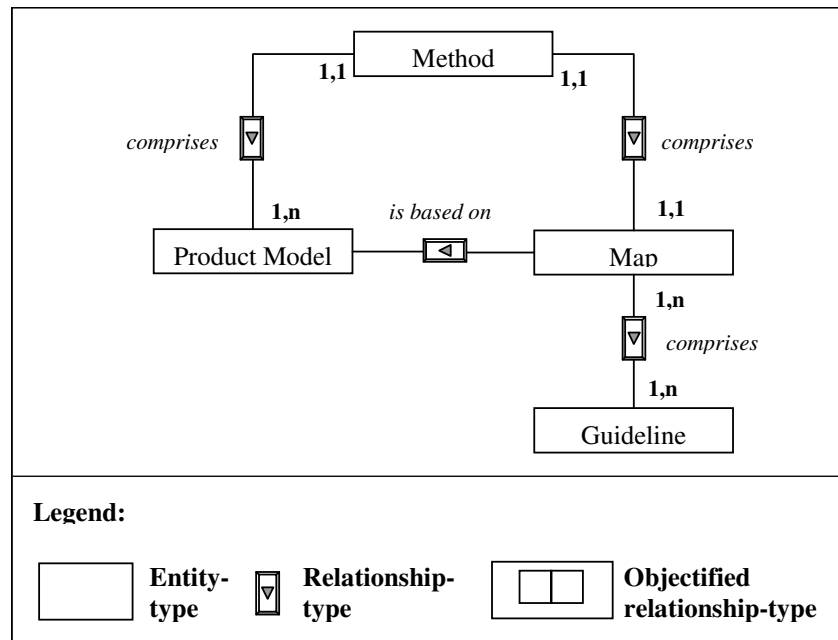 Method
1,1
1,1
comprises
comprises
1,n
is based on
1,1
Product Model
Map
1,n
comprises
1,n
Guideline
Legend:
Entity-
type
Relationship-
type
Objectified
relationship-type